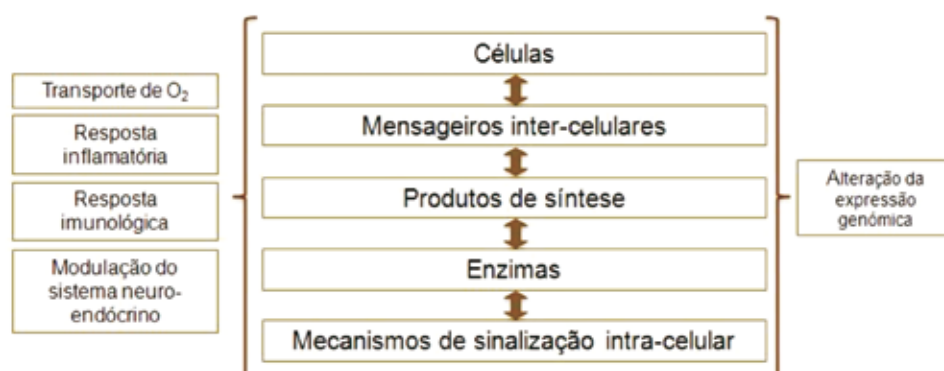 Transporte de O₂
Resposta
inflamatória
Resposta
imunológica
Modulação do
sistema neuro-
endócrino
Células
Mensageiros inter-celulares
Produtos de síntese
Enzimas
Mecanismos de sinalização intra-celular
Alteração da
expressão
genómica